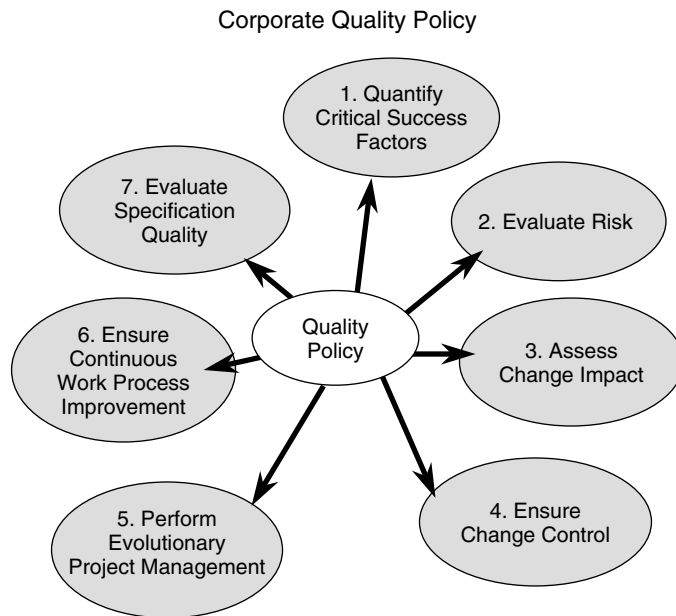 Corporate Quality Policy
1. Quantify
Critical Success
Factors
7. Evaluate
Specification
Quality
2. Evaluate Risk
Quality
Policy
6. Ensure
Continuous
Work Process
Improvement
3. Assess
Change Impact
5. Perform
Evolutionary
Project Management
4. Ensure
Change Control